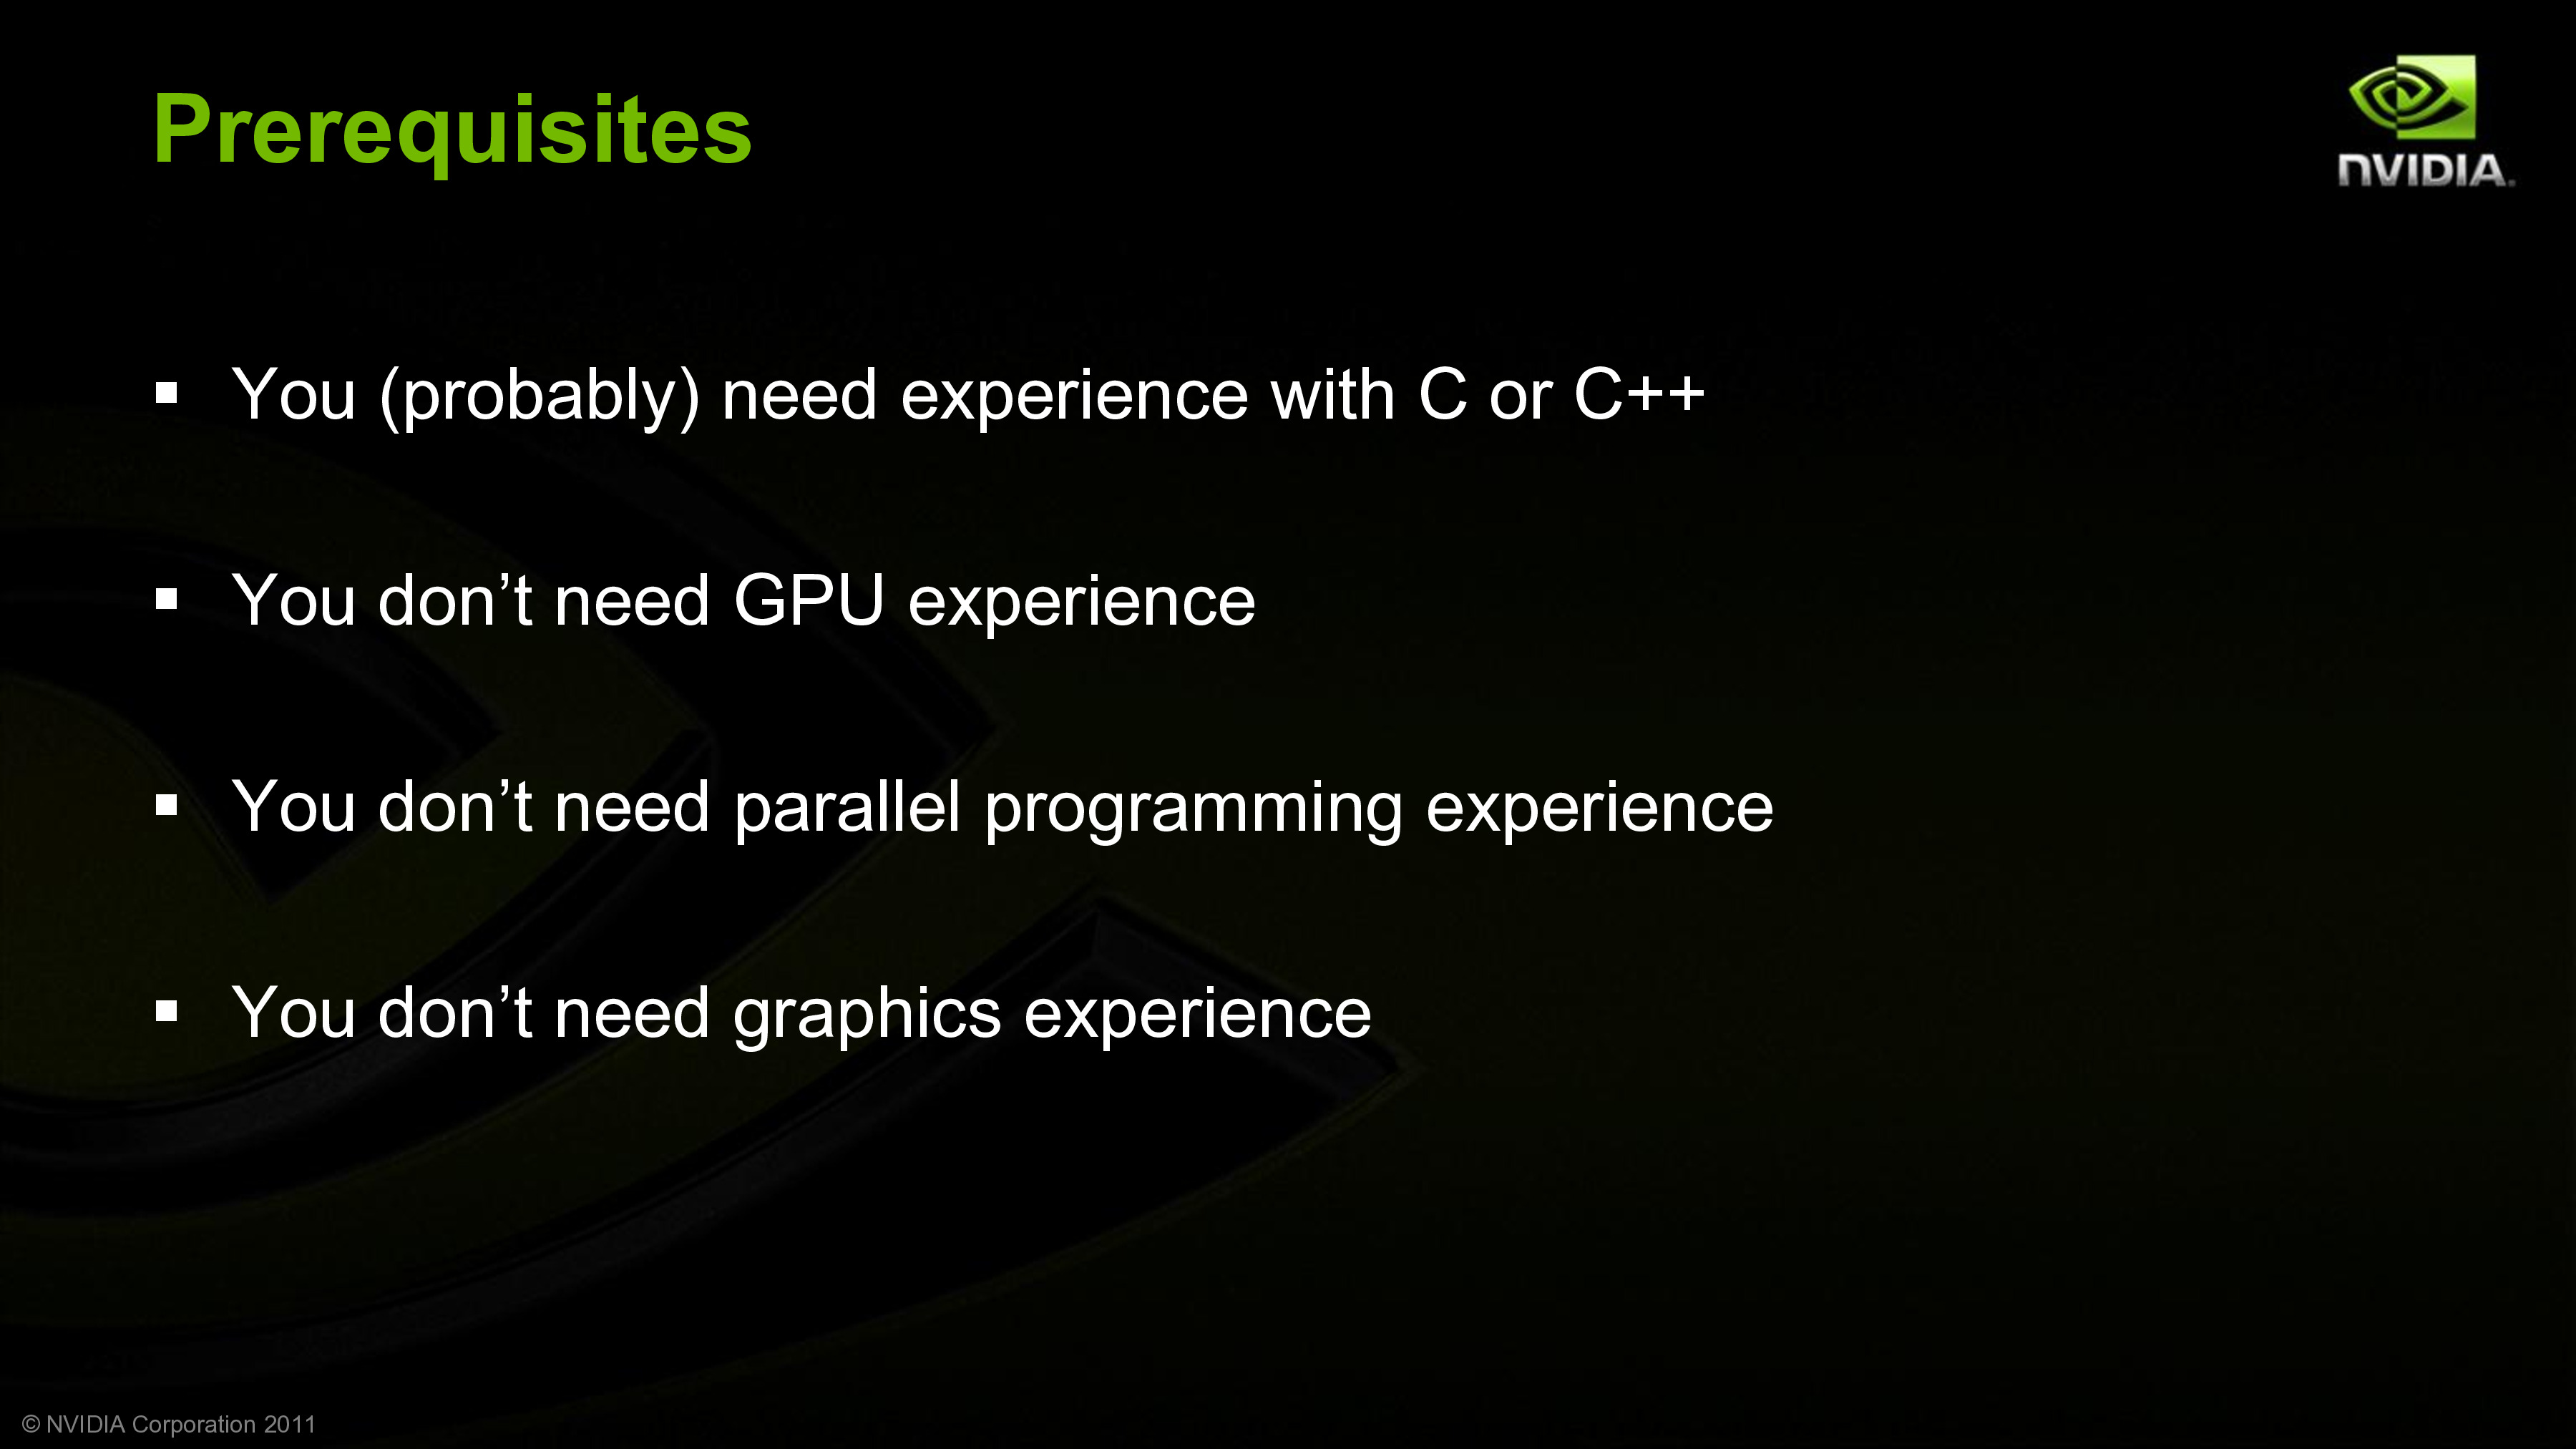 Prerequisites
NVIDIA.
▪ You (probably) need experience with C or C++
▪ You don’t need GPU experience
▪ You don’t need parallel programming experience
▪ You don’t need graphics experience
© NVIDIA Corporation 2011